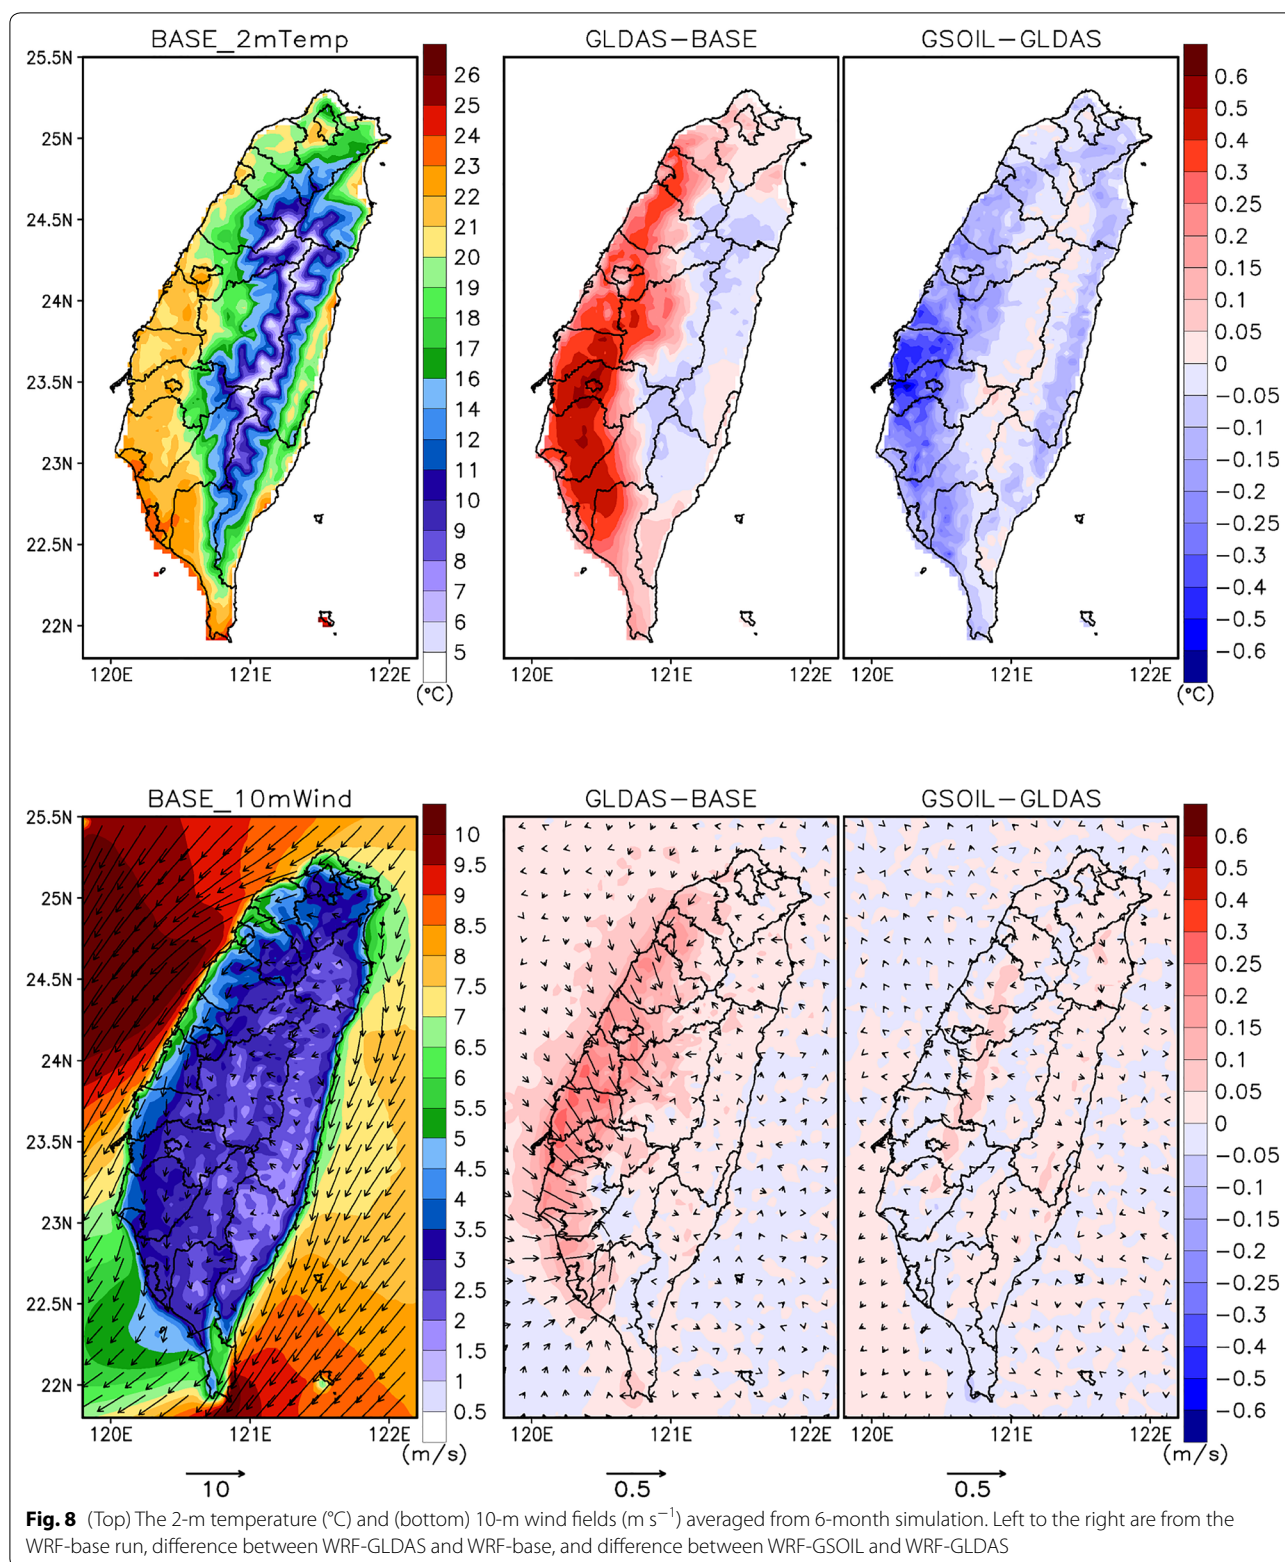 BASE_2mTemp
GLDAS−BASE
GSOIL−GLDAS
25.5N
25N
24.5N
24N
23.5N
23N
22.5N
22N
120E
121E
122E
26
25
24
23
22
21
20
19
18
17
16
14
12
11
10
9
8
7
6
5
(°C)
120E
121E
122E
120E
121E
122E
0.6
0.5
0.4
0.3
0.25
0.2
0.15
0.1
0.05
0
−0.05
−0.1
−0.15
−0.2
−0.25
−0.3
−0.4
−0.5
−0.6
(°C)
BASE_10mWind
GLDAS−BASE
GSOIL−GLDAS
25.5N
25N
24.5N
24N
23.5N
23N
22.5N
22N
120E
121E
122E
10
9.5
9
8.5
8
7.5
7
6.5
6
5.5
5
4.5
4
3.5
3
2.5
2
1.5
1
0.5
(m/s)
120E
121E
122E
120E
121E
122E
0.6
0.5
0.4
0.3
0.25
0.2
0.15
0.1
0.05
0
−0.05
−0.1
−0.15
−0.2
−0.25
−0.3
−0.4
−0.5
−0.6
(m/s)
10
0.5
0.5
Fig. 8 (Top) The 2-m temperature (°C) and (bottom) 10-m wind fields (m s⁻¹) averaged from 6-month simulation. Left to the right are from the
WRF-base run, difference between WRF-GLDAS and WRF-base, and difference between WRF-GSOIL and WRF-GLDAS